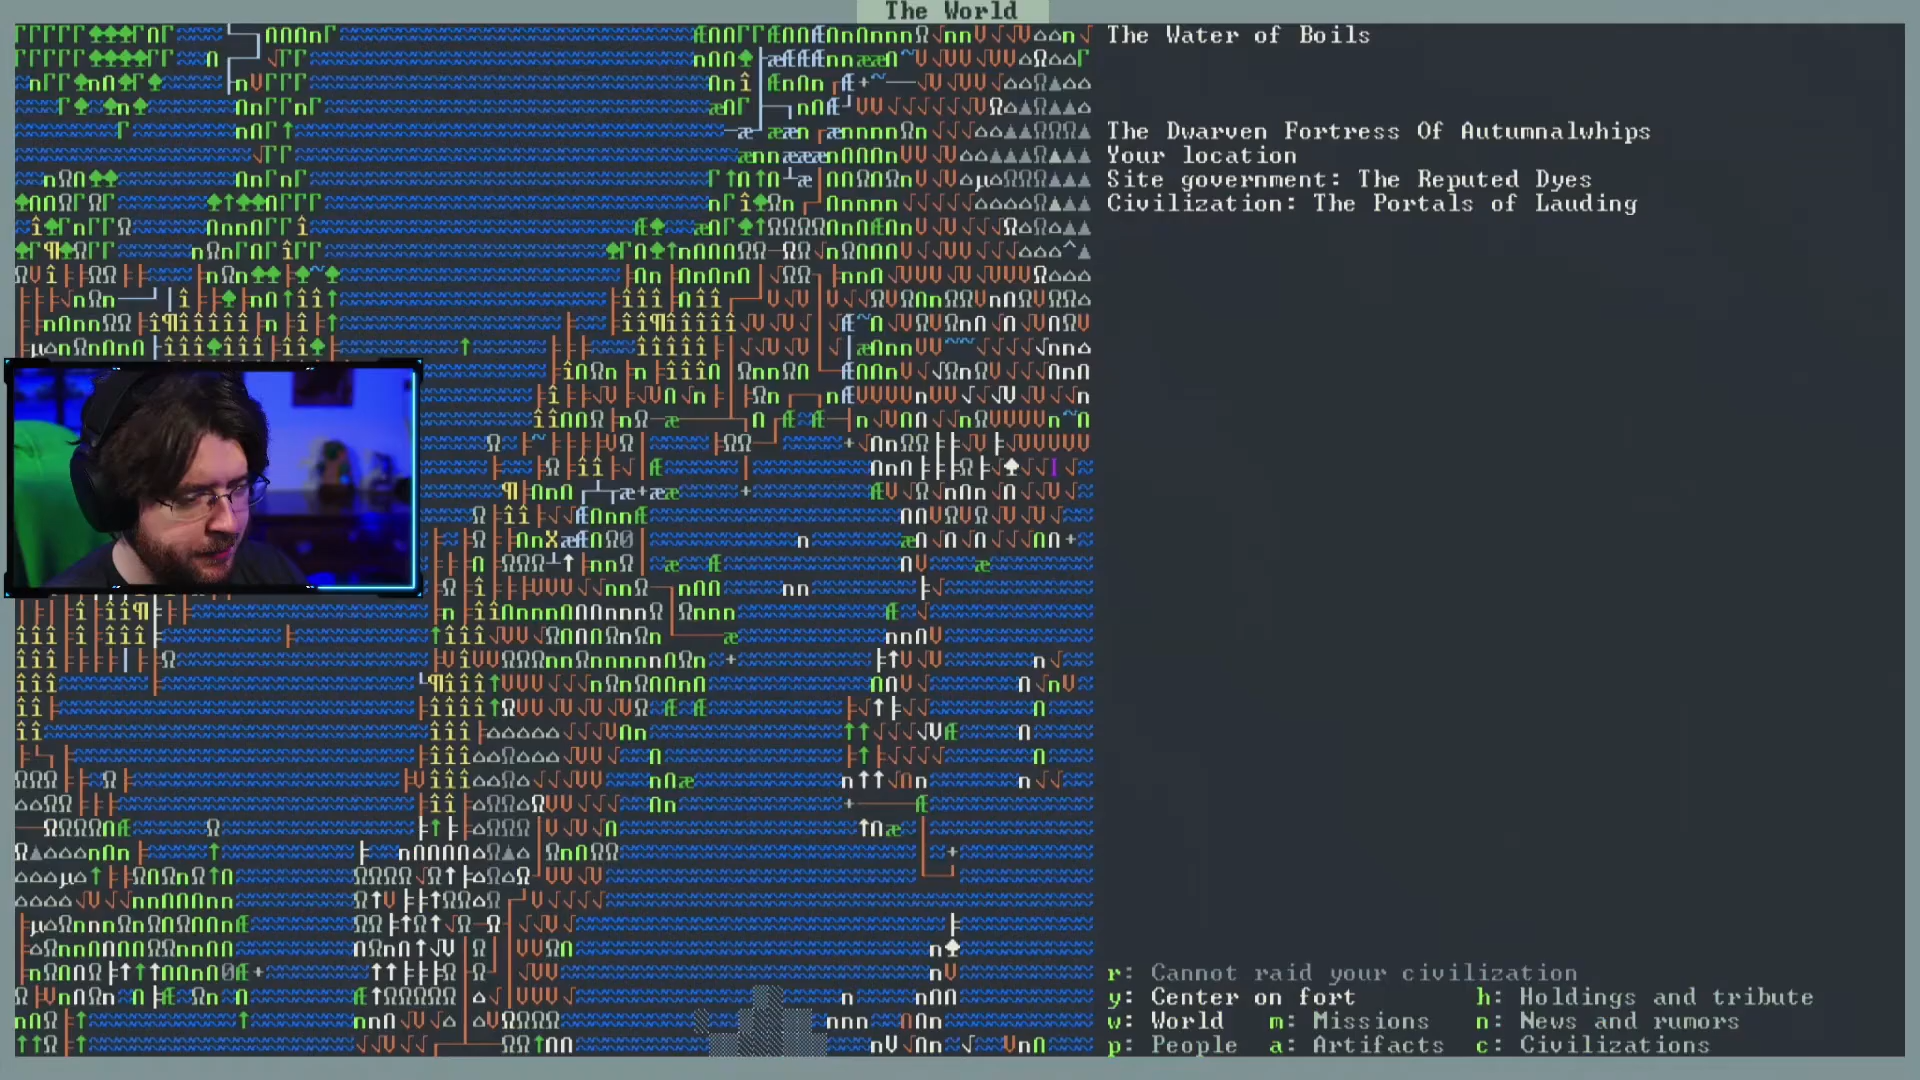 The World
The Water of Boils
The Dwarven Fortress Of Autumnalwhips
Your location
Site government: The Reputed Dyes
Civilization: The Portals of Lauding
r: Cannot raid your civilization
y: Center on fort h: Holdings and tribute
w: World m: Missions n: News and rumors
p: People a: Artifacts c: Civilizations